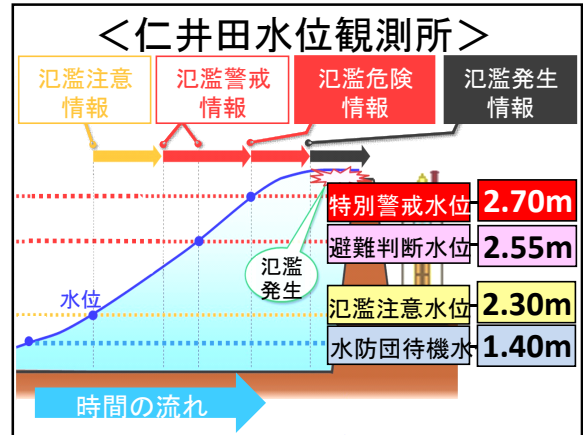 ＜仁井田水位観測所＞
氾濫注意
情報
氾濫警戒
情報
氾濫危険
情報
氾濫発生
情報
特別警戒水位
2.70m
避難判断水位
2.55m
氾濫
発生
水位
氾濫注意水位
2.30m
水防団待機水
1.40m
時間の流れ